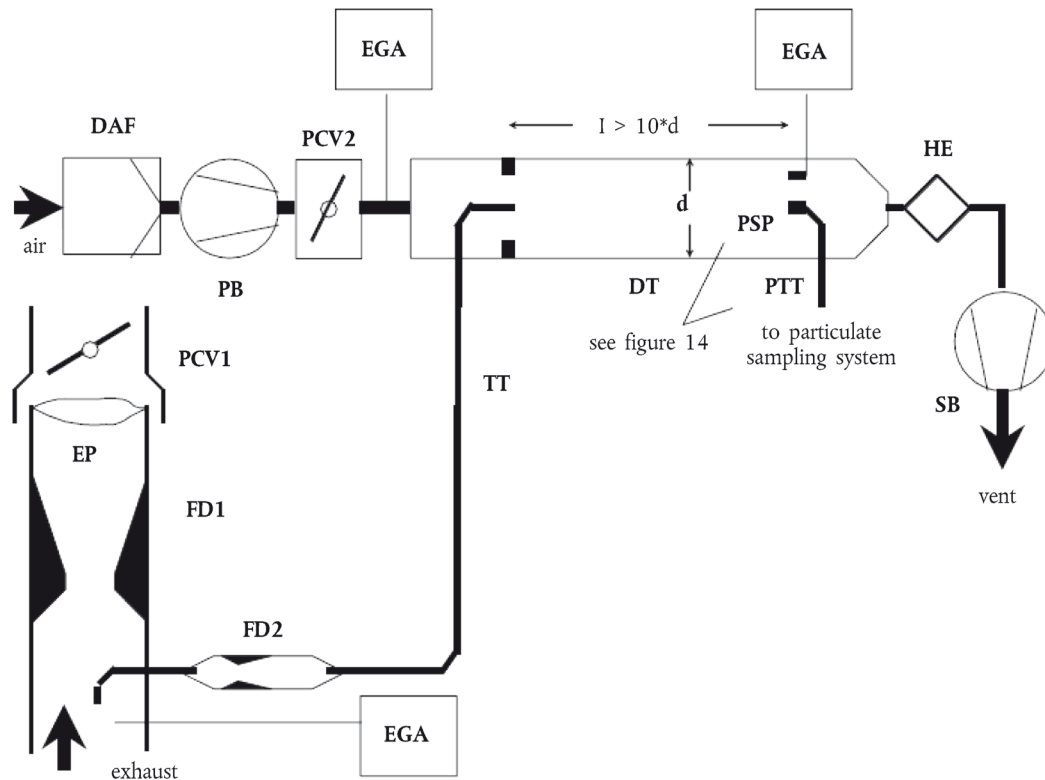 EGA
EGA
DAF
PCV2
l > 10*d
HE
air
PB
d
PSP
DT
PTT
see figure 14
to particulate
sampling system
PCV1
TT
SB
EP
vent
FD1
FD2
EGA
exhaust